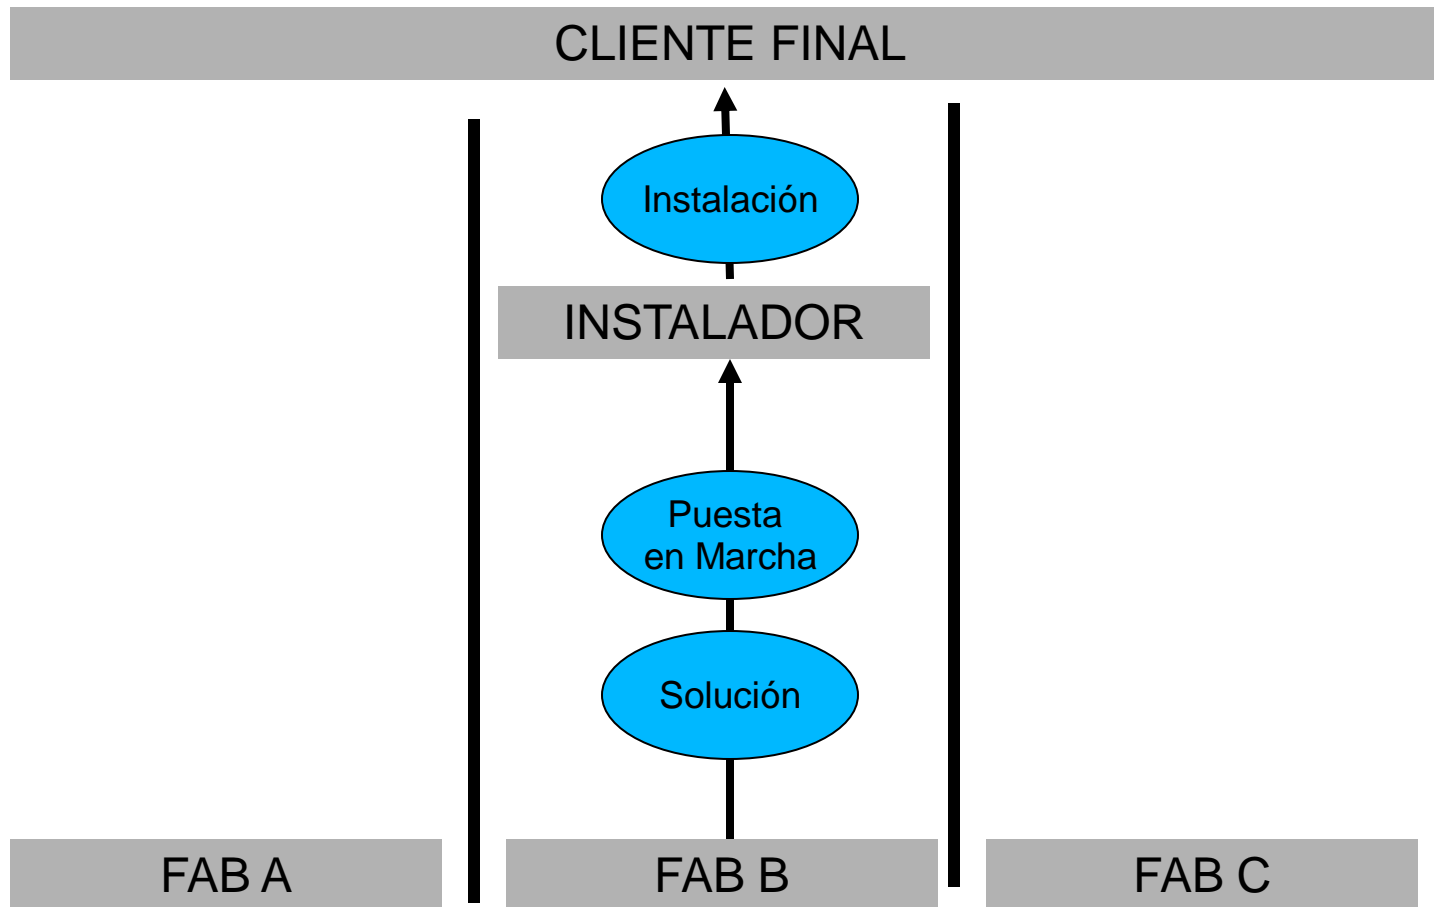 CLIENTE FINAL
Instalación
INSTALADOR
Puesta
en Marcha
Solución
FAB A
FAB B
FAB C